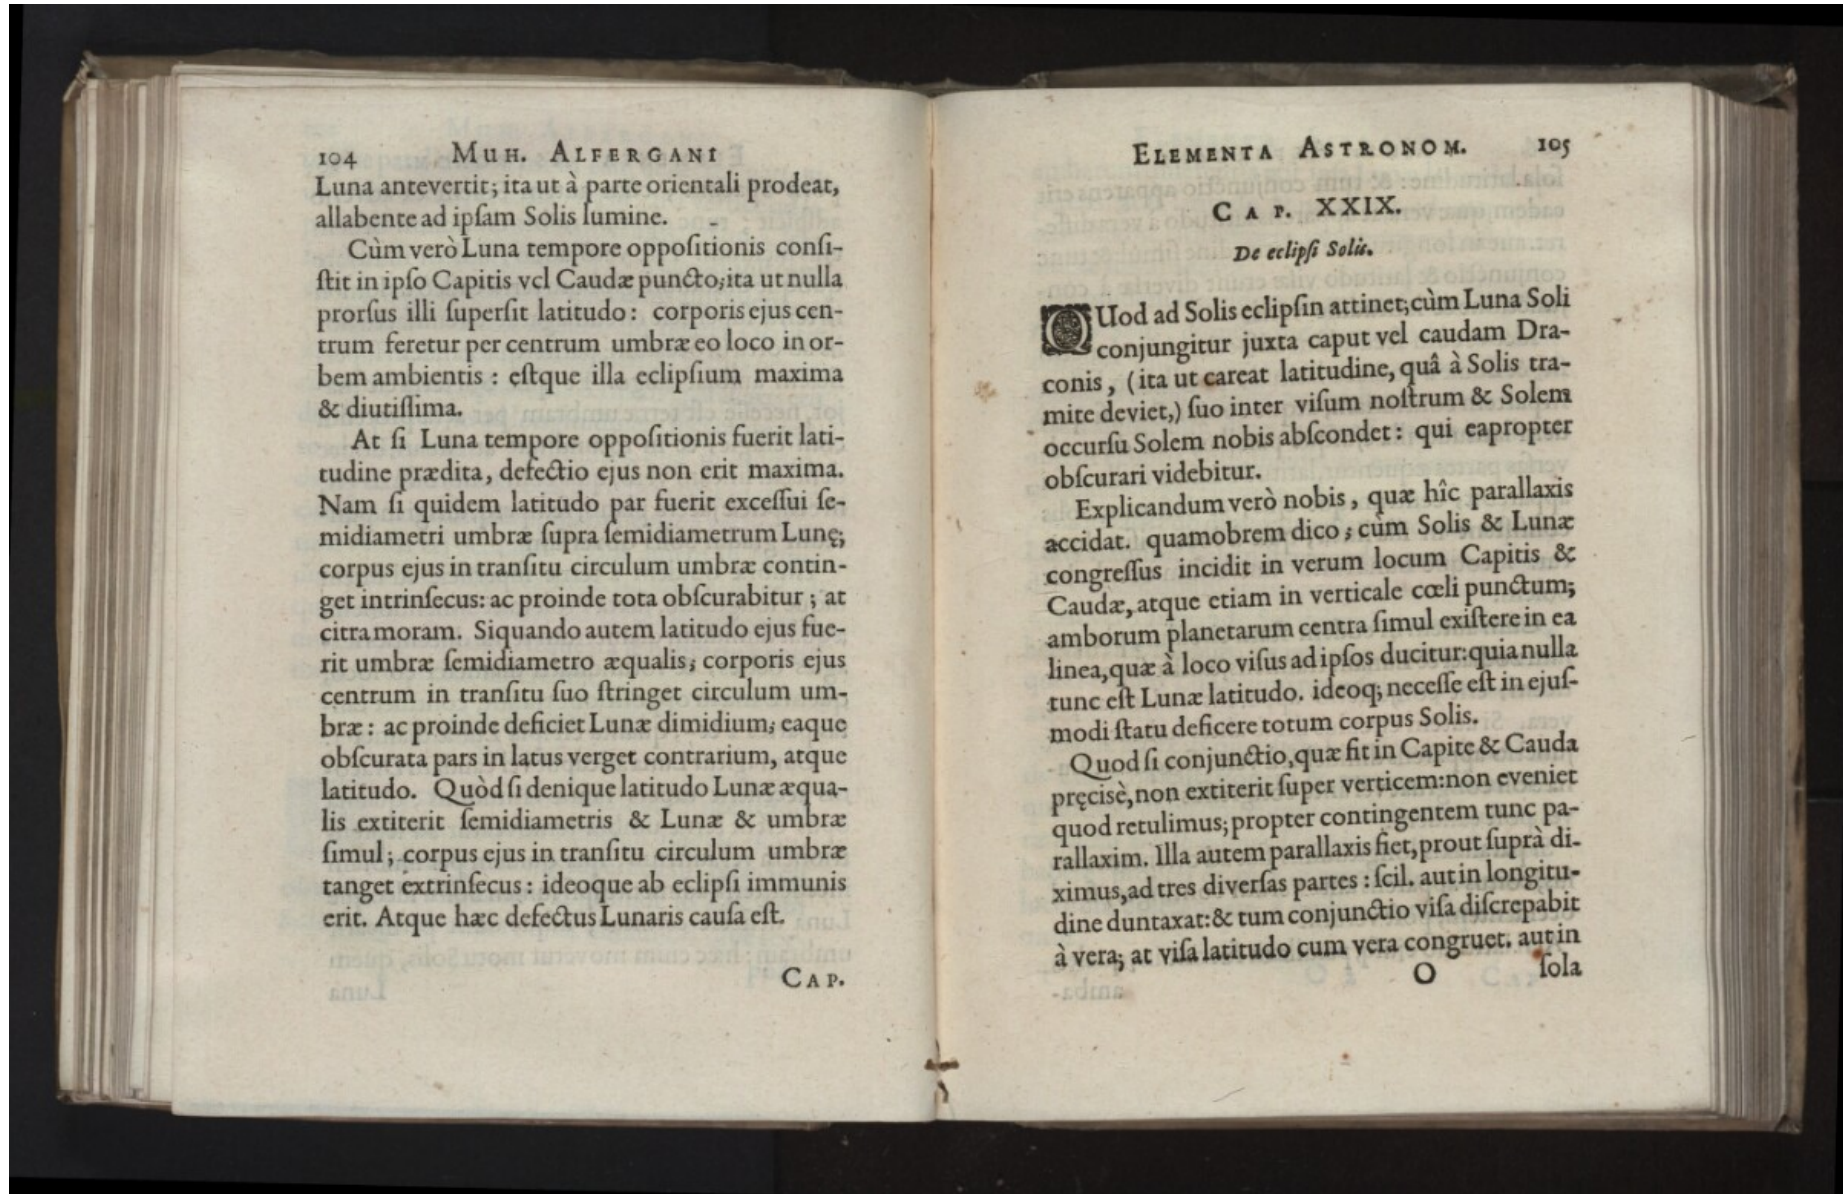 104 MUH. ALFERGANI
Luna antevertit; ita ut à parte orientali prodeat,
allabente ad ipſam Solis lumine.
Cùm verò Luna tempore oppoſitionis conſi-
ſtit in ipſo Capitis vel Caudæ puncto; ita ut nulla
prorſus illi ſuperſit latitudo: corporis ejus cen-
trum feretur per centrum umbræ eo loco in or-
bem ambientis : eſtque illa eclipſium maxima
& diutiſſima.
At ſi Luna tempore oppoſitionis fuerit lati-
tudine prædita, defectio ejus non erit maxima.
Nam ſi quidem latitudo par fuerit exceſſui ſe-
midiametri umbræ ſupra ſemidiametrum Lunę;
corpus ejus in tranſitu circulum umbræ contin-
get intrinſecus: ac proinde tota obſcurabitur ; at
citra moram. Siquando autem latitudo ejus fue-
rit umbræ ſemidiametro æqualis; corporis ejus
centrum in tranſitu ſuo ſtringet circulum um-
bræ: ac proinde deficiet Lunæ dimidium; eaque
obſcurata pars in latus verget contrarium, atque
latitudo. Quòd ſi denique latitudo Lunæ æqua-
lis extiterit ſemidiametris & Lunæ & umbræ
ſimul; corpus ejus in tranſitu circulum umbræ
tanget extrinſecus: ideoque ab eclipſi immunis
erit. Atque hæc defectus Lunaris cauſa eſt.
CAP.
ELEMENTA ASTRONOM. 105
CAP. XXIX.
De eclipſi Solis.
QUod ad Solis eclipſin attinet; cùm Luna Soli
conjungitur juxta caput vel caudam Dra-
conis, (ita ut careat latitudine, quâ à Solis tra-
mite deviet,) ſuo inter viſum noſtrum & Solem
occurſu Solem nobis abſcondet: qui eapropter
obſcurari videbitur.
Explicandum verò nobis, quæ hîc parallaxis
accidat. quamobrem dico; cùm Solis & Lunæ
congreſſus incidit in verum locum Capitis &
Caudæ, atque etiam in verticale cœli punctum;
amborum planetarum centra ſimul exiſtere in ea
linea, quæ à loco viſus ad ipſos ducitur: quia nulla
tunc eſt Lunæ latitudo. ideoq; neceſſe eſt in ejuſ-
modi ſtatu deficere totum corpus Solis.
Quod ſi conjunctio, quæ fit in Capite & Cauda
pręcisè, non extiterit ſuper verticem: non eveniet
quod retulimus; propter contingentem tunc pa-
rallaxim. Illa autem parallaxis fiet, prout ſuprà di-
ximus, ad tres diverſas partes: ſcil. aut in longitu-
dine duntaxat: & tum conjunctio viſa diſcrepabit
à vera; at viſa latitudo cum vera congruet. aut in
O ſola